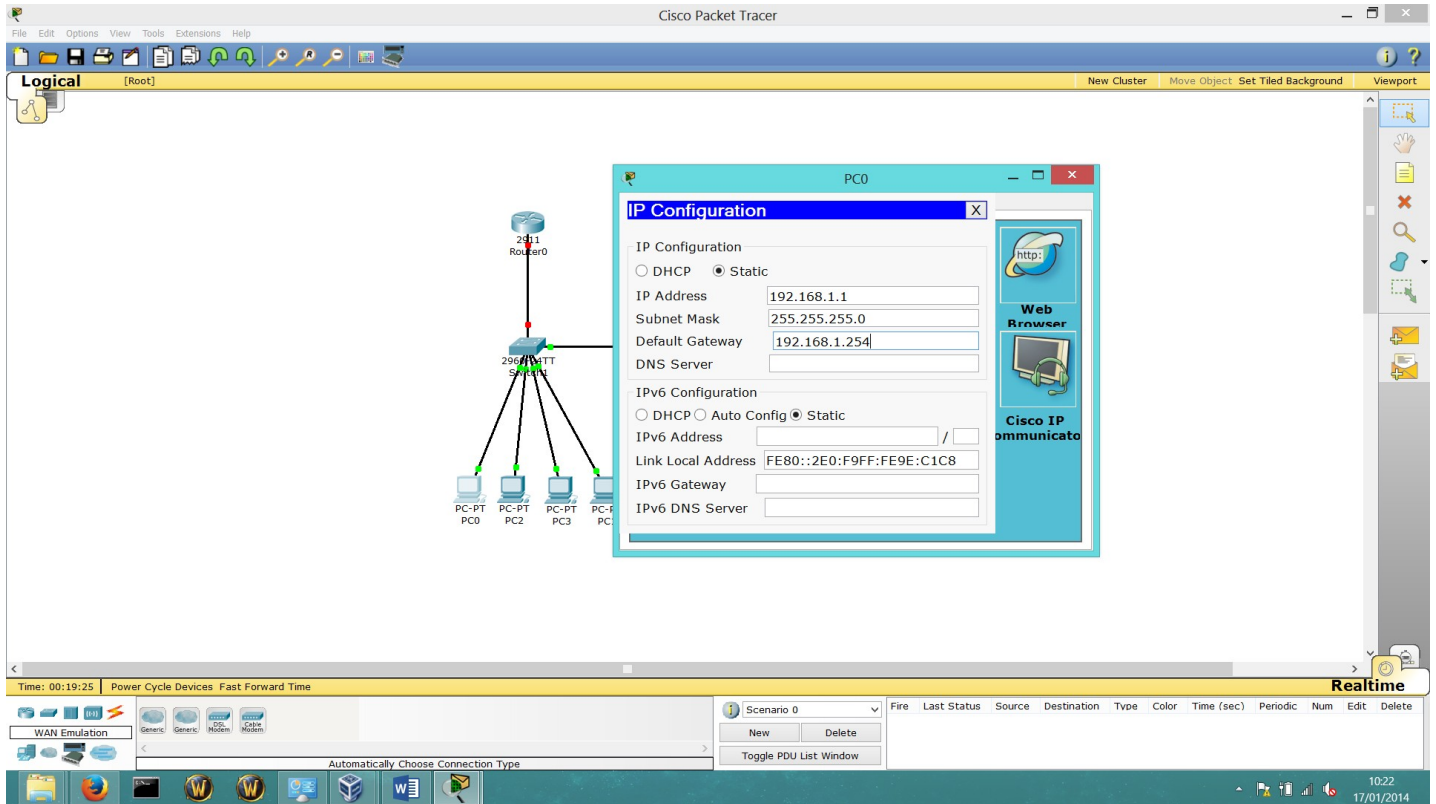 Cisco Packet Tracer
File Edit Options View Tools Extensions Help
Logical [Root] New Cluster Move Object Set Tiled Background Viewport
PC0
IP Configuration X
IP Configuration
DHCP Static
IP Address 192.168.1.1
Subnet Mask 255.255.255.0
Default Gateway 192.168.1.254
DNS Server
IPv6 Configuration
DHCP Auto Config Static
IPv6 Address /
Link Local Address FE80::2E0:F9FF:FE9E:C1C8
IPv6 Gateway
IPv6 DNS Server
http:
Web
Browser
Cisco IP
ommunicato
2911
Router0
Switch1
PC-PT
PC0
PC-PT
PC2
PC-PT
PC3
Time: 00:19:25 Power Cycle Devices Fast Forward Time Realtime
WAN Emulation
Generic Generic DSL Modem Cable Modem
Automatically Choose Connection Type
Scenario 0
New Delete
Toggle PDU List Window
Fire Last Status Source Destination Type Color Time (sec) Periodic Num Edit Delete
10:22
17/01/2014